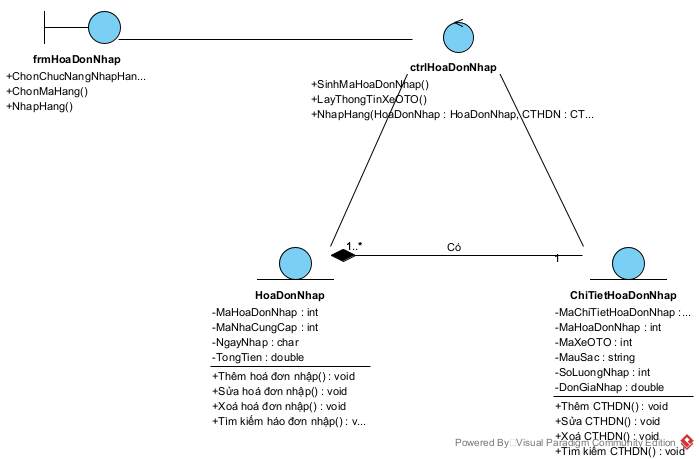 frmHoaDonNhap
+ChonChucNangNhapHan...
+ChonMaHang()
+NhapHang()
ctrlHoaDonNhap
+SinhMaHoaDonNhap()
+LayThongTinXeOTO()
+NhapHang(HoaDonNhap : HoaDonNhap, CTHDN : CT...
1..*
Có
1
HoaDonNhap
-MaHoaDonNhap : int
-MaNhaCungCap : int
-NgayNhap : char
-TongTien : double
+Thêm hoá đơn nhập() : void
+Sửa hoá đơn nhập() : void
+Xoá hoá đơn nhập() : void
+Tìm kiếm háo đơn nhập() : v...
ChiTietHoaDonNhap
-MaChiTietHoaDonNhap :...
-MaHoaDonNhap : int
-MaXeOTO : int
-MauSac : string
-SoLuongNhap : int
-DonGiaNhap : double
+Thêm CTHDN() : void
+Sửa CTHDN() : void
+Xoá CTHDN() : void
+Tìm kiếm CTHDN() : void
Powered By Visual Paradigm Community Edition